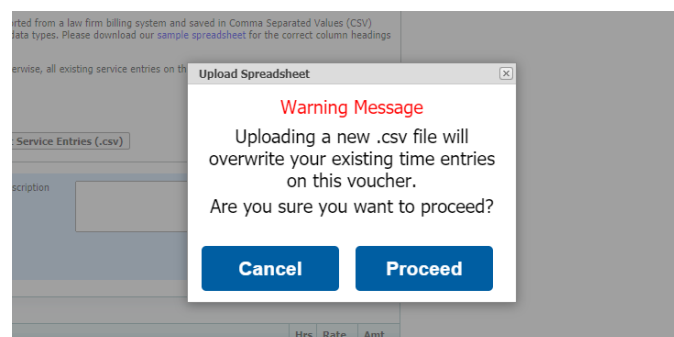 rted from a law firm billing system and saved in Comma Separated Values (CSV)
data types. Please download our sample spreadsheet for the correct column headings
erwise, all existing service entries on th
Upload Spreadsheet
Warning Message
Uploading a new .csv file will
overwrite your existing time entries
on this voucher.
Are you sure you want to proceed?
Service Entries (.csv)
scription
Cancel Proceed
Hrs Rate Amt